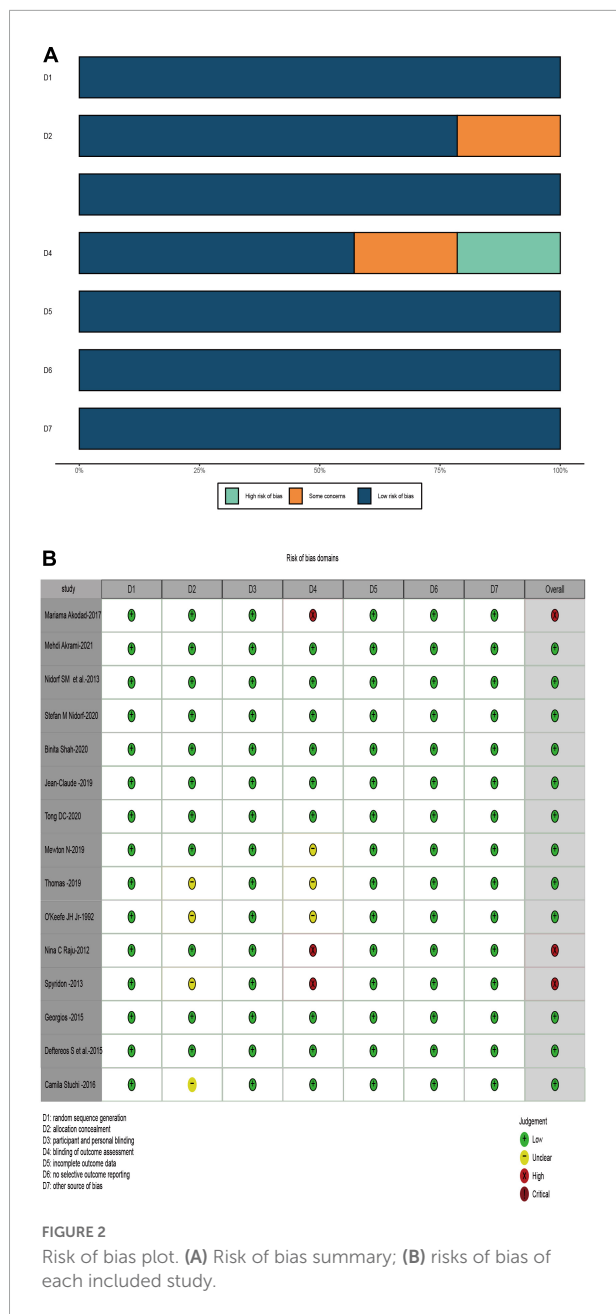 A
D1
D2
D4
D5
D6
D7
0% 25% 50% 75% 100%
High risk of bias Some concerns Low risk of bias
B
Risk of bias domains
study D1 D2 D3 D4 D5 D6 D7 Overall
Mariama Akodad-2017 + + + x + + + x
Mehdi Akrami-2021 + + + + + + + +
Nidorf SM et al.-2013 + + + + + + + +
Stefan M Nidorf-2020 + + + + + + + +
Binita Shah-2020 + + + + + + + +
Jean-Claude -2019 + + + + + + + +
Tong DC-2020 + + + + + + + +
Mewton N-2019 + + + − + + + +
Thomas -2019 + − + − + + + +
O'Keefe JH Jr-1992 + − + − + + + +
Nina C Raju-2012 + + + x + + + x
Spyridon -2013 + − + x + + + x
Georgios -2015 + + + + + + + +
Deftereos S et al.-2015 + + + + + + + +
Camila Stuchi -2016 + − + + + + + +
D1: random sequence generation
D2: allocation concealment
D3: participant and personal blinding
D4: blinding of outcome assessment
D5: incomplete outcome data
D6: no selective outcome reporting
D7: other source of bias
Judgement
+ Low
− Unclear
x High
! Critical
FIGURE 2
Risk of bias plot. (A) Risk of bias summary; (B) risks of bias of
each included study.